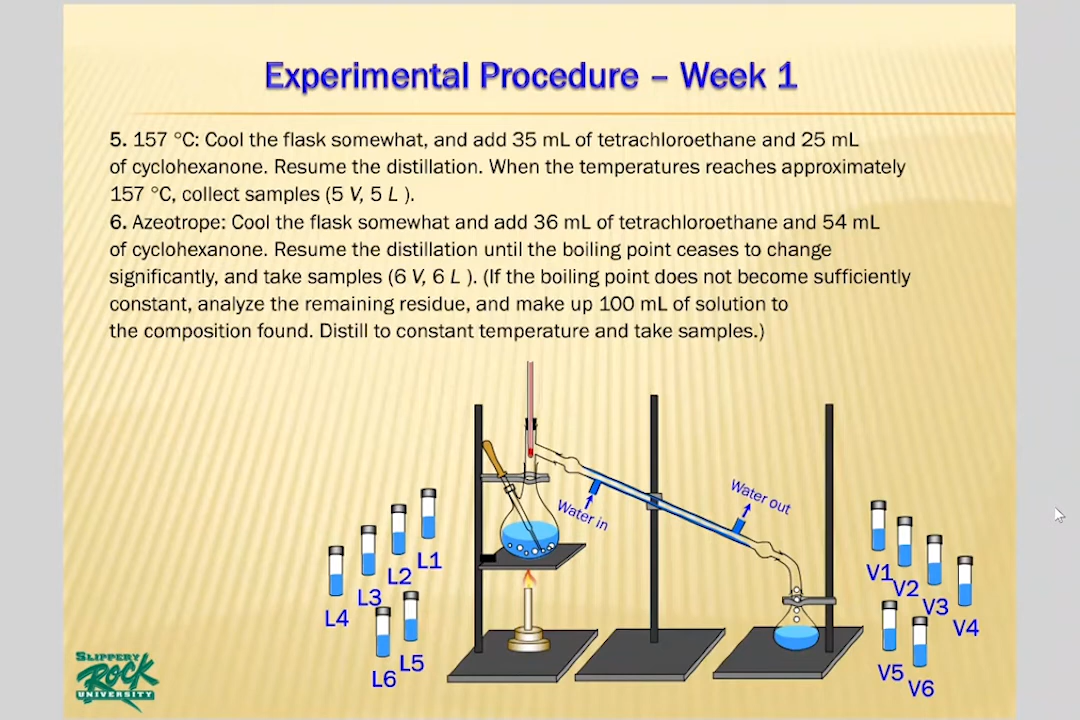 Experimental Procedure – Week 1
5. 157 °C: Cool the flask somewhat, and add 35 mL of tetrachloroethane and 25 mL
of cyclohexanone. Resume the distillation. When the temperatures reaches approximately
157 °C, collect samples (5 V, 5 L ).
6. Azeotrope: Cool the flask somewhat and add 36 mL of tetrachloroethane and 54 mL
of cyclohexanone. Resume the distillation until the boiling point ceases to change
significantly, and take samples (6 V, 6 L ). (If the boiling point does not become sufficiently
constant, analyze the remaining residue, and make up 100 mL of solution to
the composition found. Distill to constant temperature and take samples.)
Water in
Water out
L1
L2
L3
L4
L5
L6
V1
V2
V3
V4
V5
V6
SLIPPERY
ROCK
UNIVERSITY